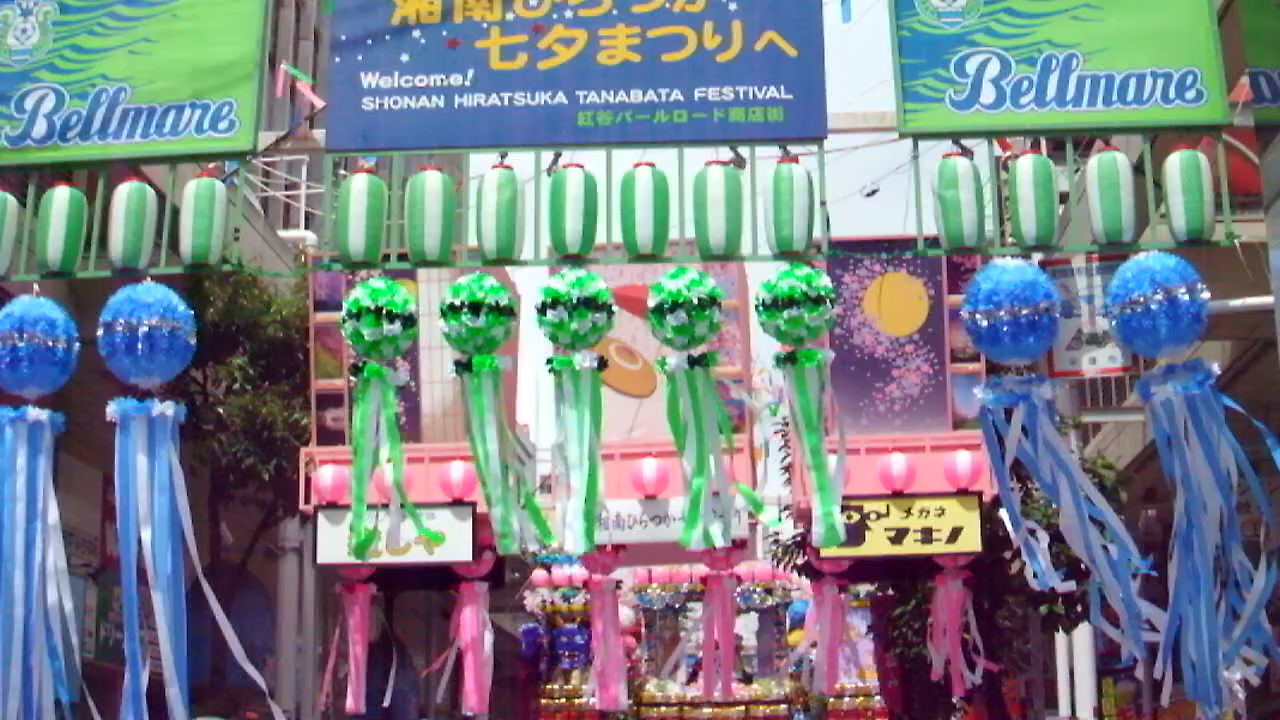 湘南ひらつか
七夕まつりへ
Welcome!
SHONAN HIRATSUKA TANABATA FESTIVAL
紅谷パールロード商店街
Bellmare
Bellmare
湘南ひらつか
メガネ
マキノ